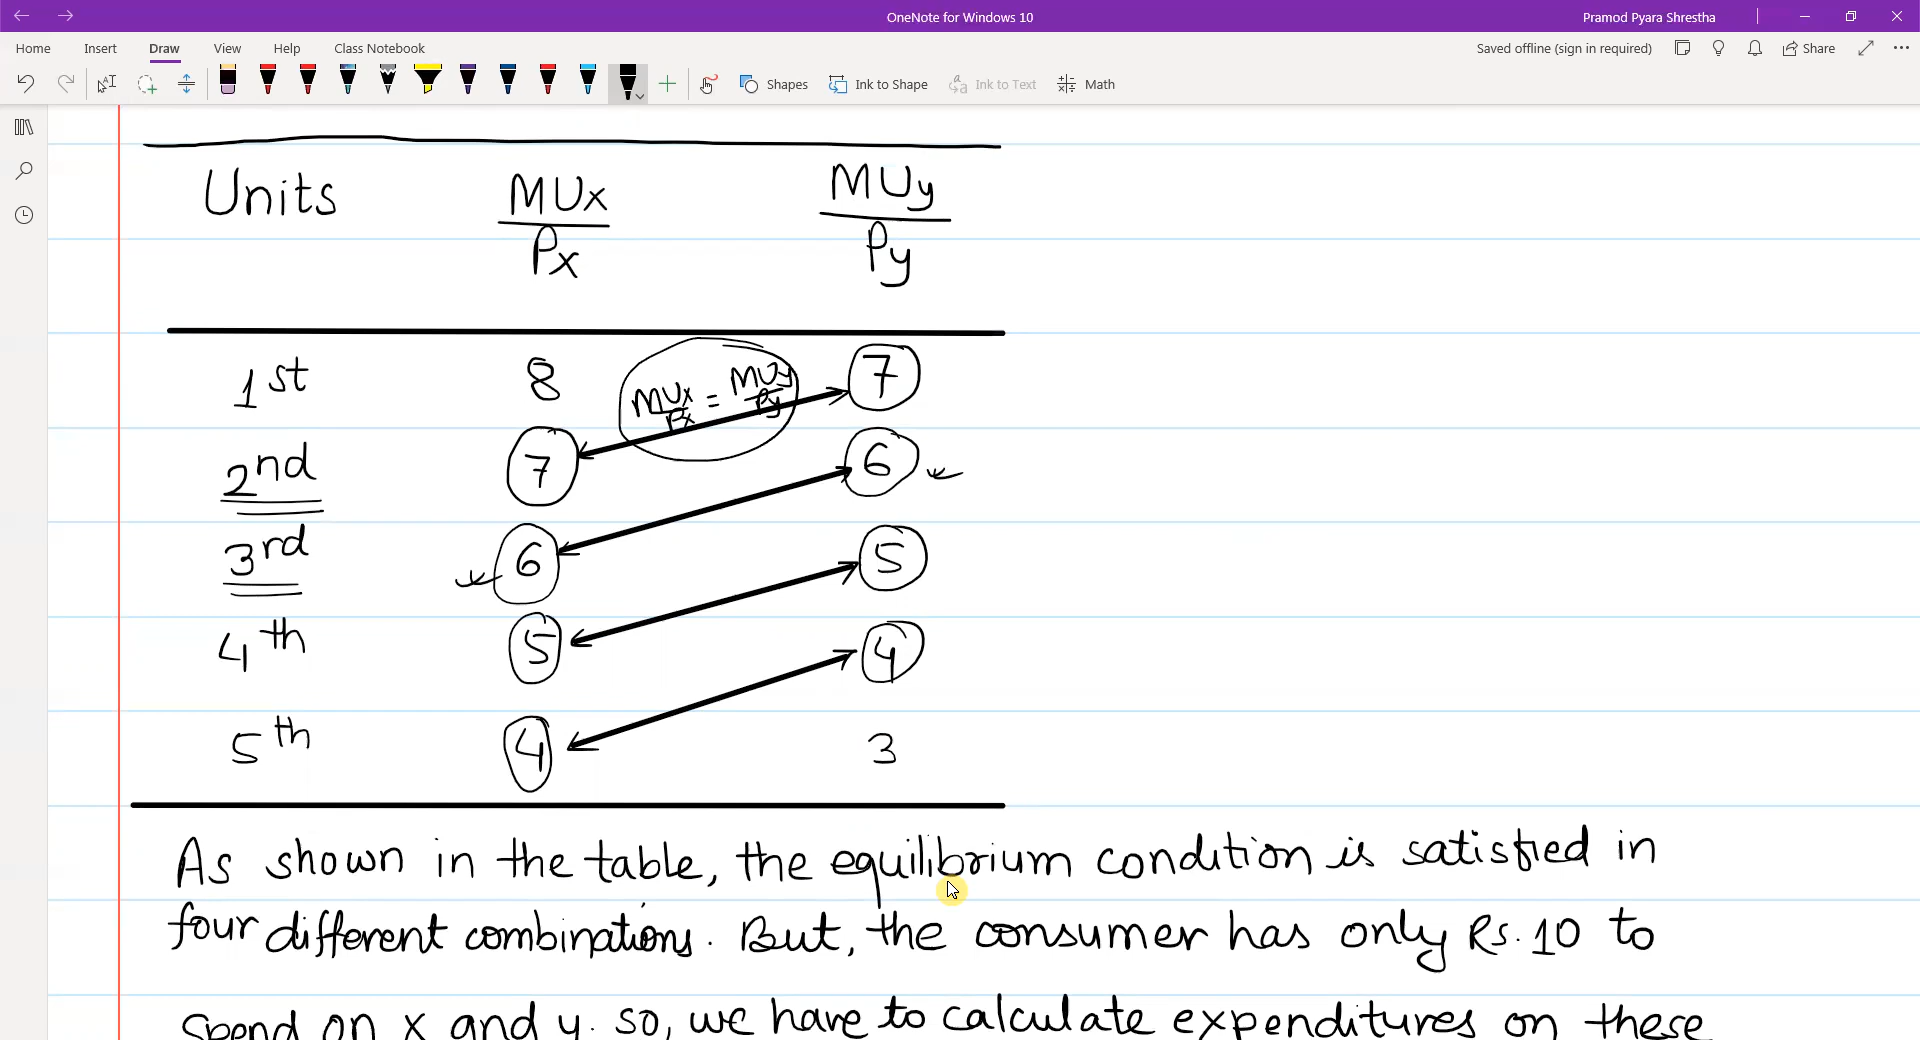 OneNote for Windows 10
Pramod Pyara Shrestha
Home Insert Draw View Help Class Notebook
Saved offline (sign in required) Share
Shapes Ink to Shape Ink to Text Math
Units MUx/Px MUy/Py
1st 8 MUx/Px = MUy/Py 7
2nd 7 6
3rd 6 5
4th 5 4
5th 4 3
As shown in the table, the equilibrium condition is satisfied in
four different combinations. But, the consumer has only Rs. 10 to
spend on x and y. so, we have to calculate expenditures on these